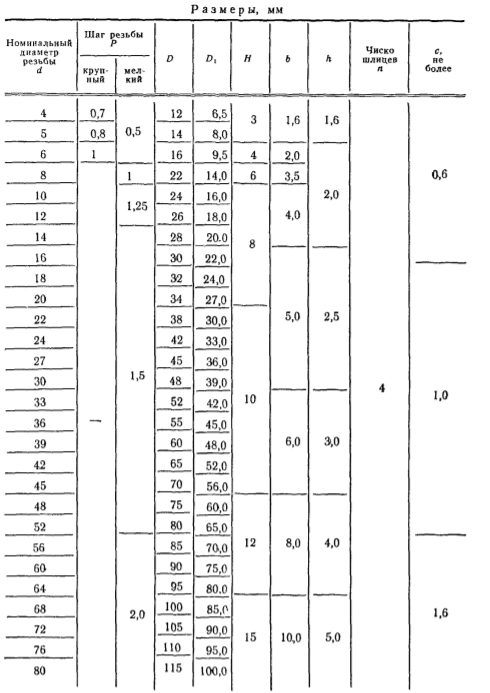 Размеры, мм
Номинальный диаметр резьбы d
Шаг резьбы P
круп-
ный
мел-
кий
D
D₁
H
b
h
Чиско
шлицев
n
c,
не
более
4 0,7 12 6,5 3 1,6 1,6
5 0,8 0,5 14 8,0
6 1 16 9,5 4 2,0
8 1 22 14,0 6 3,5 0,6
10 1,25 24 16,0 2,0
12 26 18,0 4,0
14 28 20.0 8
16 30 22,0
18 32 24,0
20 34 27,0
22 38 30,0 5,0 2,5
24 42 33,0
27 45 36,0
30 1,5 48 39,0 4
33 52 42,0 10 1,0
36 — 55 45,0
39 60 48,0 6,0 3,0
42 65 52,0
45 70 56,0
48 75 60,0
52 80 65,0
56 85 70,0 12 8,0 4,0
60 90 75,0
64 95 80.0
68 2,0 100 85,0 1,6
72 105 90,0 15 10,0 5,0
76 110 95,0
80 115 100,0